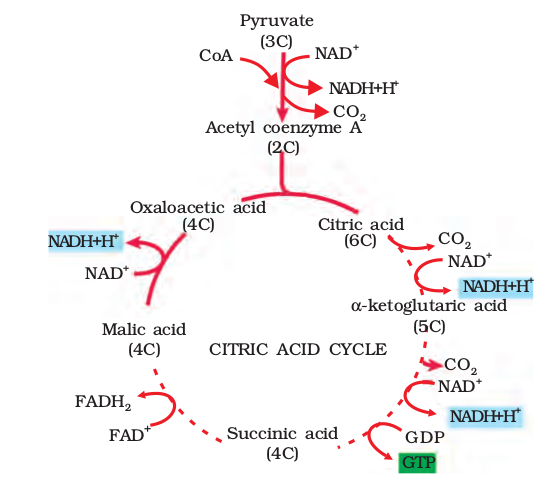 Pyruvate
(3C)
CoA
NAD⁺
NADH+H⁺
CO₂
Acetyl coenzyme A
(2C)
Oxaloacetic acid
(4C)
Citric acid
(6C)
CO₂
NAD⁺
NADH+H⁺
NADH+H⁺
NAD⁺
α-ketoglutaric acid
(5C)
Malic acid
(4C)
CITRIC ACID CYCLE
CO₂
NAD⁺
NADH+H⁺
FADH₂
FAD⁺
Succinic acid
(4C)
GDP
GTP